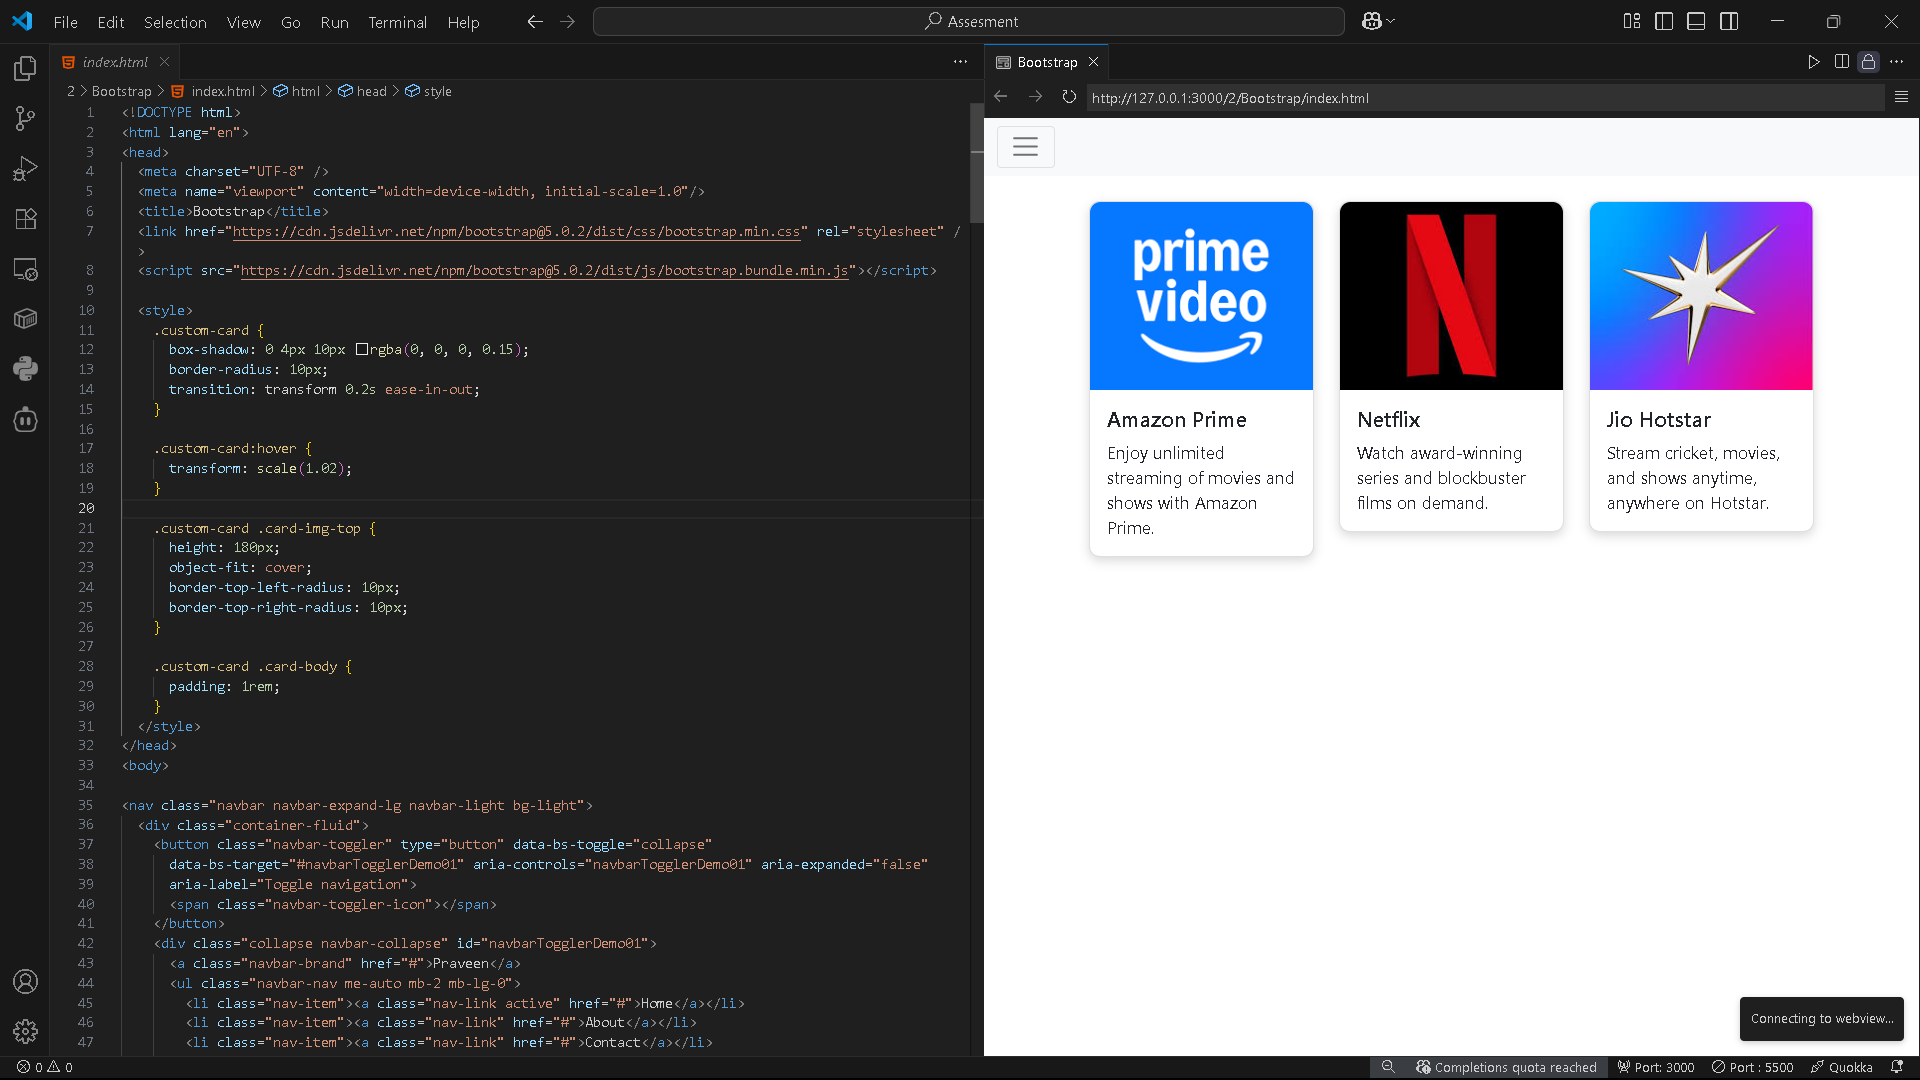 File Edit Selection View Go Run Terminal Help
Assesment
index.html
2 > Bootstrap > index.html > html > head > style
1 <!DOCTYPE html>
2 <html lang="en">
3 <head>
4 <meta charset="UTF-8" />
5 <meta name="viewport" content="width=device-width, initial-scale=1.0"/>
6 <title>Bootstrap</title>
7 <link href="https://cdn.jsdelivr.net/npm/bootstrap@5.0.2/dist/css/bootstrap.min.css" rel="stylesheet" /
>
8 <script src="https://cdn.jsdelivr.net/npm/bootstrap@5.0.2/dist/js/bootstrap.bundle.min.js"></script>
9
10 <style>
11 .custom-card {
12 box-shadow: 0 4px 10px rgba(0, 0, 0, 0.15);
13 border-radius: 10px;
14 transition: transform 0.2s ease-in-out;
15 }
16
17 .custom-card:hover {
18 transform: scale(1.02);
19 }
20
21 .custom-card .card-img-top {
22 height: 180px;
23 object-fit: cover;
24 border-top-left-radius: 10px;
25 border-top-right-radius: 10px;
26 }
27
28 .custom-card .card-body {
29 padding: 1rem;
30 }
31 </style>
32 </head>
33 <body>
34
35 <nav class="navbar navbar-expand-lg navbar-light bg-light">
36 <div class="container-fluid">
37 <button class="navbar-toggler" type="button" data-bs-toggle="collapse"
38 data-bs-target="#navbarTogglerDemo01" aria-controls="navbarTogglerDemo01" aria-expanded="false"
39 aria-label="Toggle navigation">
40 <span class="navbar-toggler-icon"></span>
41 </button>
42 <div class="collapse navbar-collapse" id="navbarTogglerDemo01">
43 <a class="navbar-brand" href="#">Praveen</a>
44 <ul class="navbar-nav me-auto mb-2 mb-lg-0">
45 <li class="nav-item"><a class="nav-link active" href="#">Home</a></li>
46 <li class="nav-item"><a class="nav-link" href="#">About</a></li>
47 <li class="nav-item"><a class="nav-link" href="#">Contact</a></li>
Bootstrap
http://127.0.0.1:3000/2/Bootstrap/index.html
prime
video
Amazon Prime
Enjoy unlimited
streaming of movies and
shows with Amazon
Prime.
Netflix
Watch award-winning
series and blockbuster
films on demand.
Jio Hotstar
Stream cricket, movies,
and shows anytime,
anywhere on Hotstar.
Connecting to webview...
0 0
Completions quota reached
Port: 3000
Port : 5500
Quokka